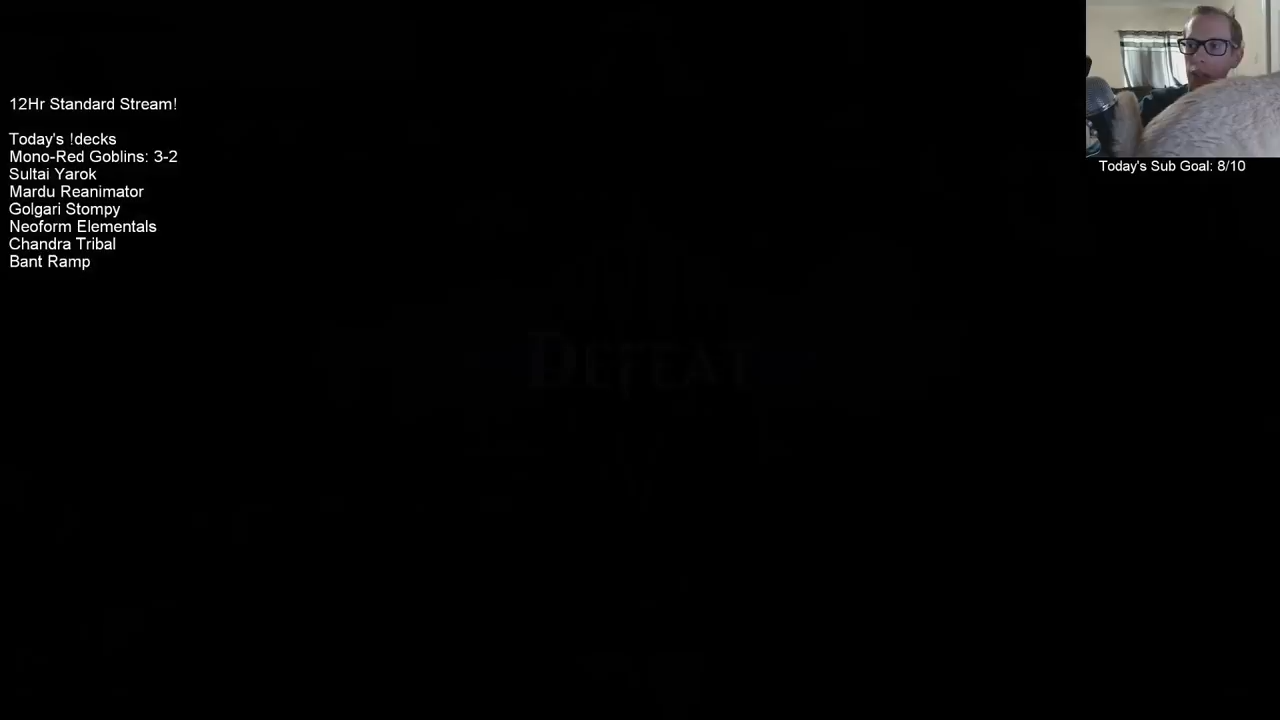 12Hr Standard Stream!
Today's !decks
Mono-Red Goblins: 3-2
Sultai Yarok
Mardu Reanimator
Golgari Stompy
Neoform Elementals
Chandra Tribal
Bant Ramp
Today's Sub Goal: 8/10
DEFEAT